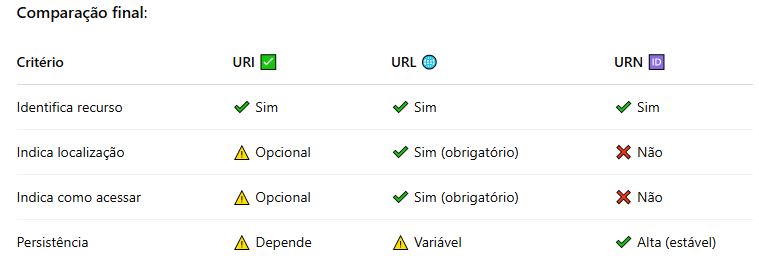 Comparação final:
Critério URI ✅ URL 🌐 URN 🆔
Identifica recurso ✔ Sim ✔ Sim ✔ Sim
Indica localização ⚠ Opcional ✔ Sim (obrigatório) ❌ Não
Indica como acessar ⚠ Opcional ✔ Sim (obrigatório) ❌ Não
Persistência ⚠ Depende ⚠ Variável ✔ Alta (estável)